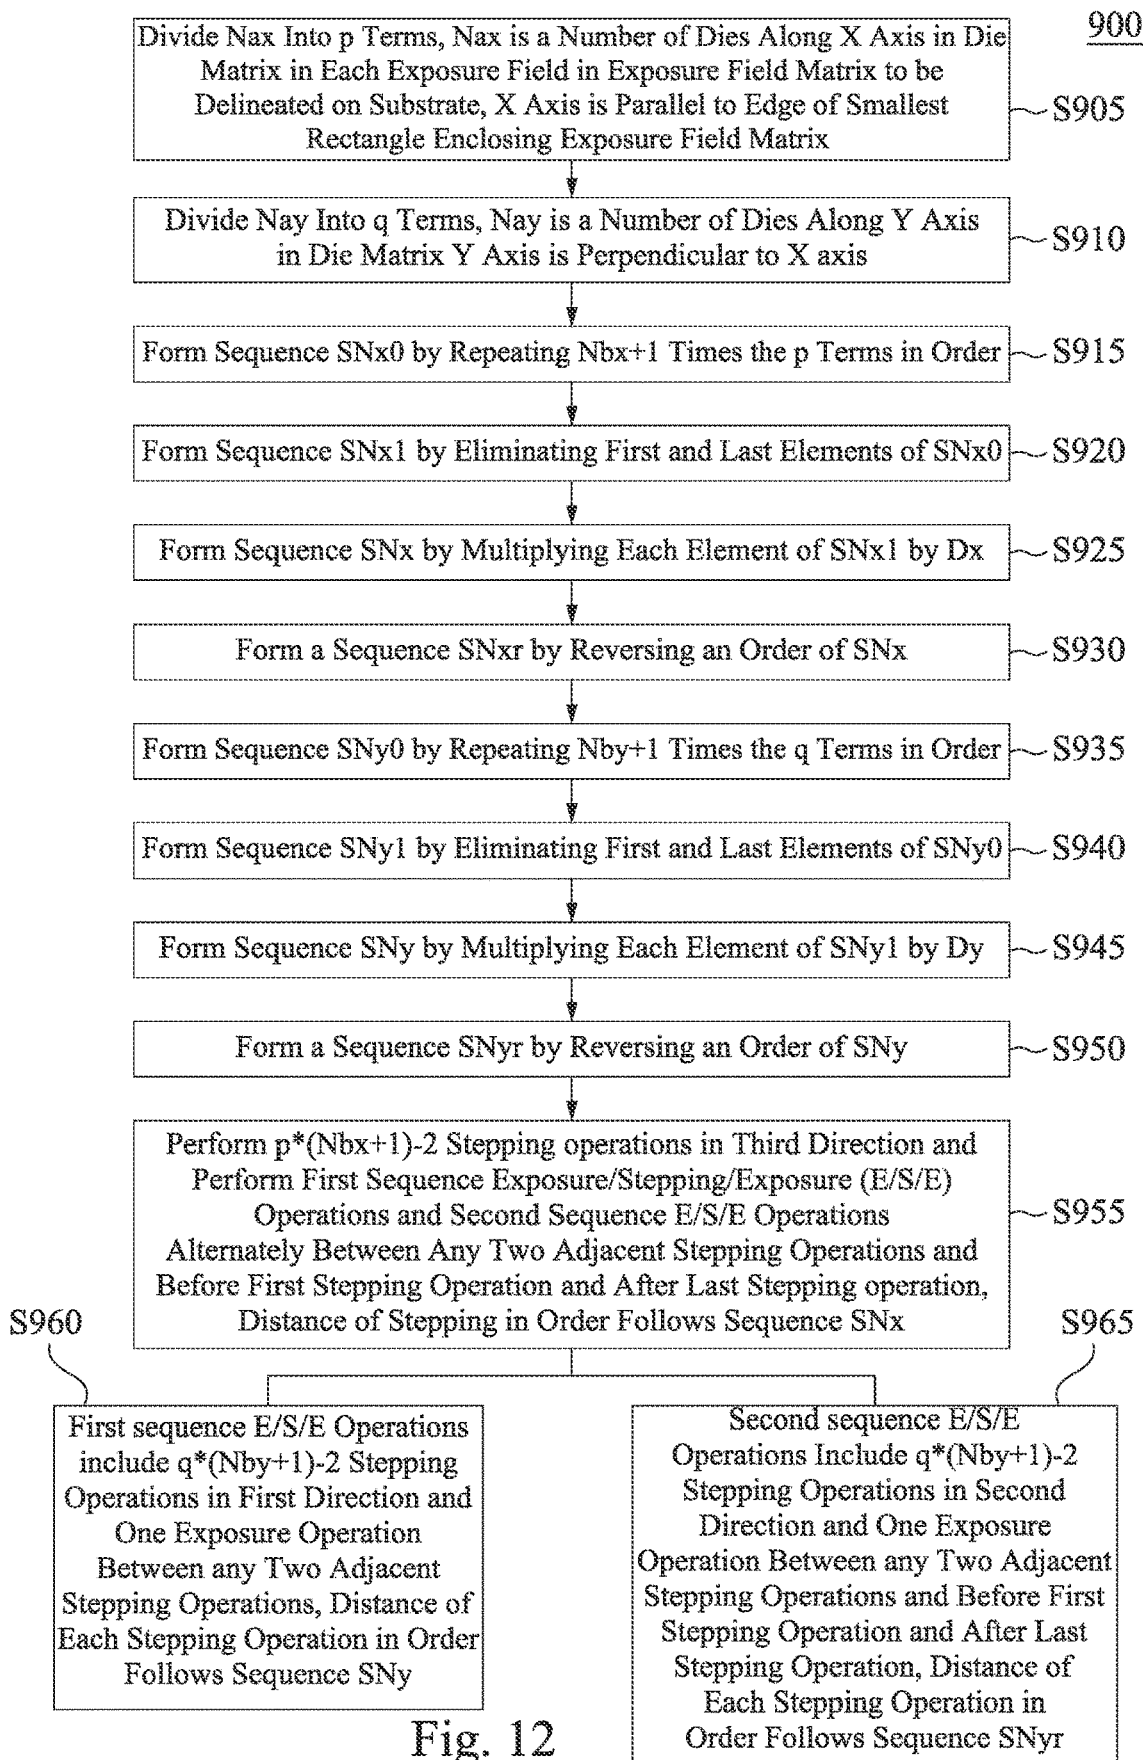 900
Divide Nax Into p Terms, Nax is a Number of Dies Along X Axis in Die
Matrix in Each Exposure Field in Exposure Field Matrix to be
Delineated on Substrate, X Axis is Parallel to Edge of Smallest
Rectangle Enclosing Exposure Field Matrix
S905
Divide Nay Into q Terms, Nay is a Number of Dies Along Y Axis
in Die Matrix Y Axis is Perpendicular to X axis
S910
Form Sequence SNx0 by Repeating Nbx+1 Times the p Terms in Order
S915
Form Sequence SNx1 by Eliminating First and Last Elements of SNx0
S920
Form Sequence SNx by Multiplying Each Element of SNx1 by Dx
S925
Form a Sequence SNxr by Reversing an Order of SNx
S930
Form Sequence SNy0 by Repeating Nby+1 Times the q Terms in Order
S935
Form Sequence SNy1 by Eliminating First and Last Elements of SNy0
S940
Form Sequence SNy by Multiplying Each Element of SNy1 by Dy
S945
Form a Sequence SNyr by Reversing an Order of SNy
S950
Perform p*(Nbx+1)-2 Stepping operations in Third Direction and
Perform First Sequence Exposure/Stepping/Exposure (E/S/E)
Operations and Second Sequence E/S/E Operations
Alternately Between Any Two Adjacent Stepping Operations and
Before First Stepping Operation and After Last Stepping operation,
Distance of Stepping in Order Follows Sequence SNx
S955
S960
First sequence E/S/E Operations
include q*(Nby+1)-2 Stepping
Operations in First Direction and
One Exposure Operation
Between any Two Adjacent
Stepping Operations, Distance of
Each Stepping Operation in Order
Follows Sequence SNy
S965
Second sequence E/S/E
Operations Include q*(Nby+1)-2
Stepping Operations in Second
Direction and One Exposure
Operation Between any Two Adjacent
Stepping Operations and Before First
Stepping Operation and After Last
Stepping Operation, Distance of
Each Stepping Operation in
Order Follows Sequence SNyr
Fig. 12